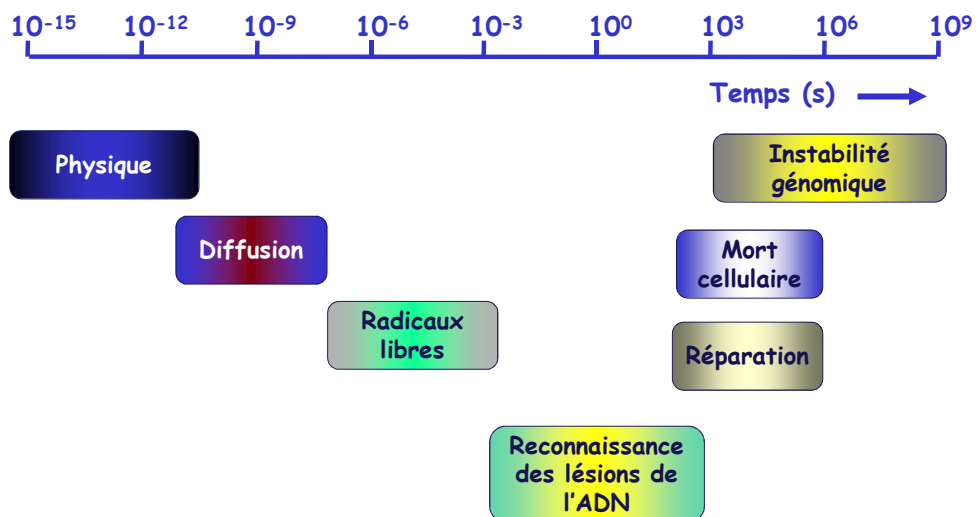 10⁻¹⁵ 10⁻¹² 10⁻⁹ 10⁻⁶ 10⁻³ 10⁰ 10³ 10⁶ 10⁹
Temps (s)
Physique
Instabilité
génomique
Diffusion
Mort
cellulaire
Radicaux
libres
Réparation
Reconnaissance
des lésions de
l'ADN